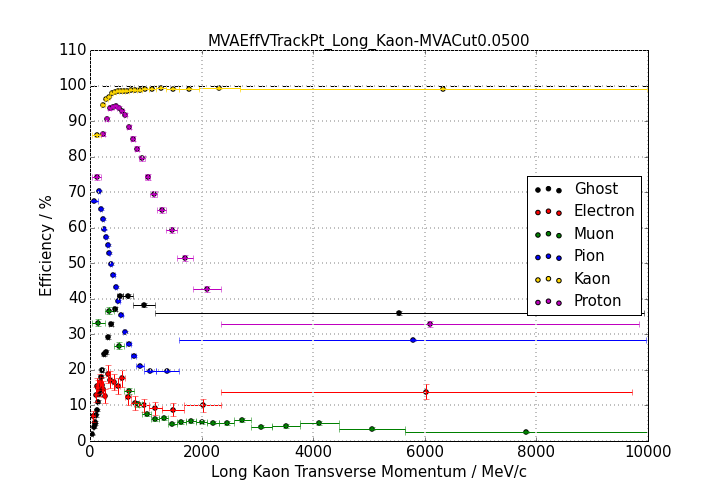 MVAEffVTrackPt_Long_Kaon-MVACut0.0500
110
100
90
80
70
60
50
40
30
20
10
0
Efficiency / %
Ghost
Electron
Muon
Pion
Kaon
Proton
0 2000 4000 6000 8000 10000
Long Kaon Transverse Momentum / MeV/c